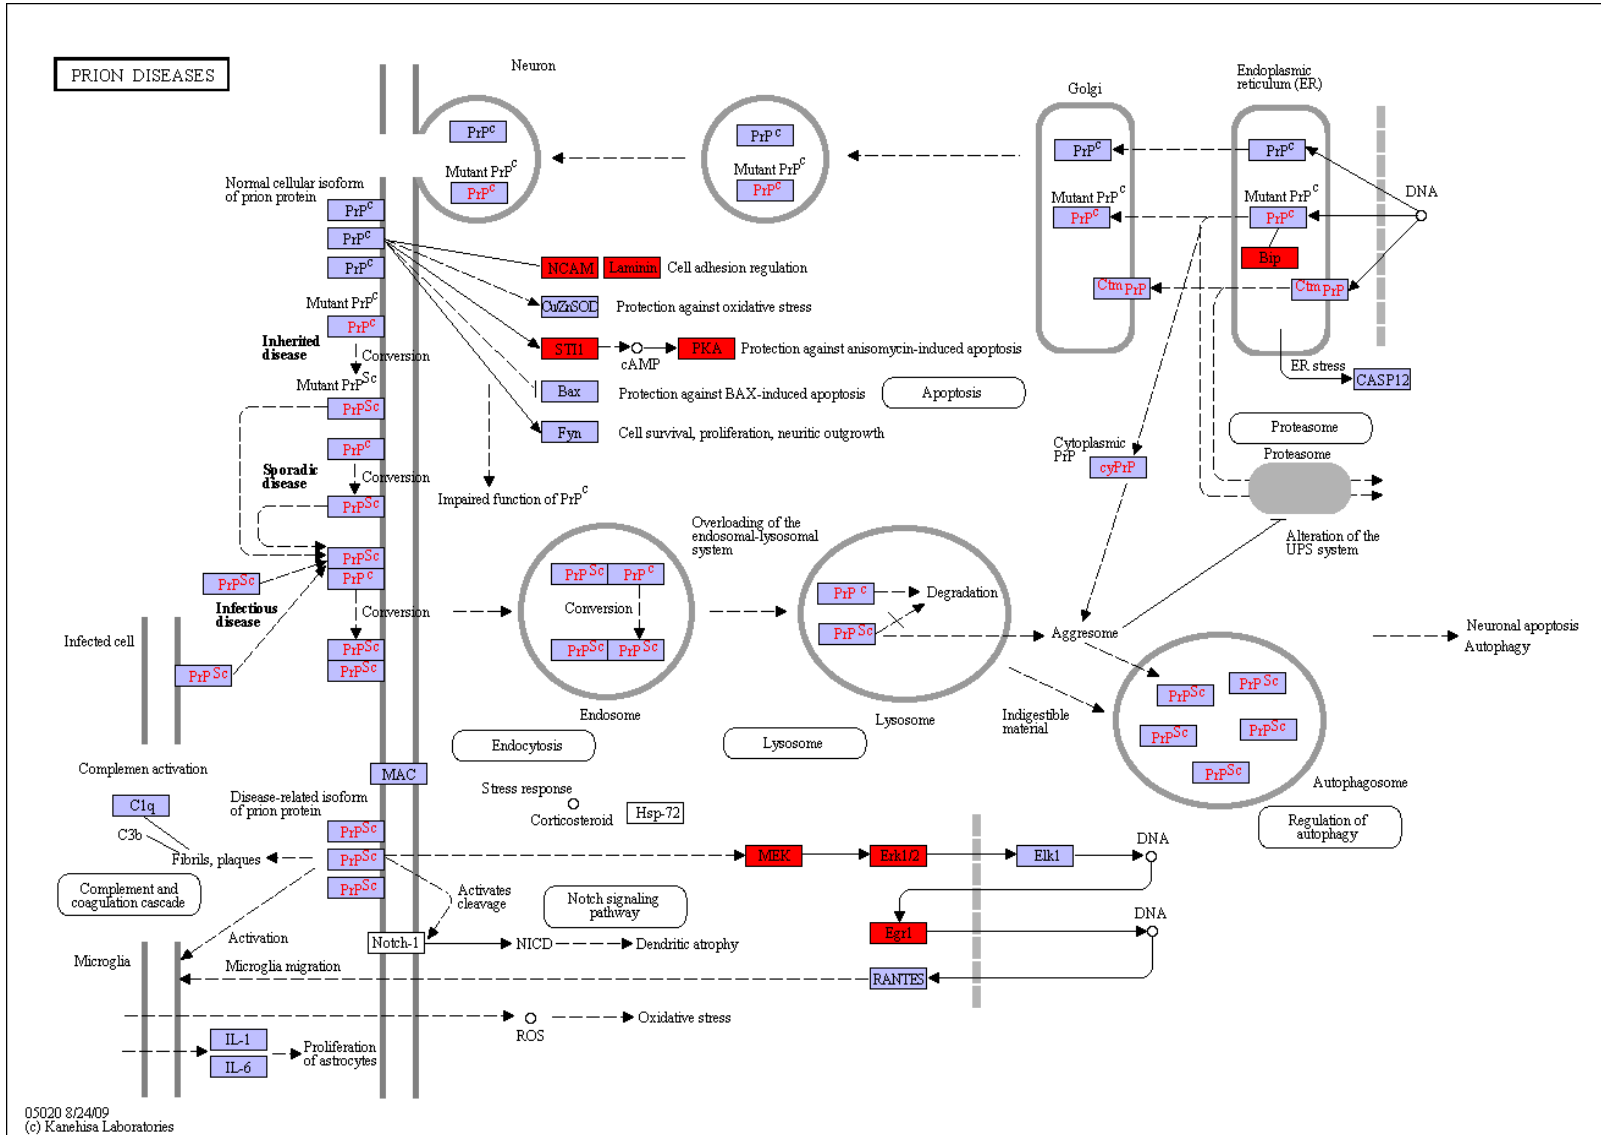 PRION DISEASES
Neuron
Golgi
Endoplasmic
reticulum (ER)
PrPC
Mutant PrPC
PrPC
PrPC
Mutant PrPC
PrPC
PrPC
Mutant PrPC
PrPC
PrPC
Mutant PrPC
PrPC
Bip
DNA
CtmPrP
CtmPrP
ER stress
CASP12
Normal cellular isoform
of prion protein
PrPC
PrPC
PrPC
Mutant PrPC
PrPC
Inherited
disease
Conversion
Mutant PrPSc
PrPSc
PrPC
Sporadic
disease
Conversion
PrPSc
PrPSc
PrPC
PrPSc
Infectious
disease
Conversion
PrPSc
PrPSc
Infected cell
PrPSc
NCAM
Laminin
Cell adhesion regulation
Cu/ZnSOD
Protection against oxidative stress
STI1
cAMP
PKA
Protection against anisomycin-induced apoptosis
Bax
Protection against BAX-induced apoptosis
Apoptosis
Fyn
Cell survival, proliferation, neuritic outgrowth
Impaired function of PrPC
Cytoplasmic
PrP
cyPrP
Proteasome
Proteasome
Alteration of the
UPS system
Overloading of the
endosomal-lysosomal
system
PrPSc
PrPC
Conversion
PrPSc
PrPSc
Endosome
Endocytosis
PrPC
Degradation
PrPSc
Lysosome
Lysosome
Aggresome
Indigestible
material
PrPSc
PrPSc
PrPSc
PrPSc
PrPSc
Autophagosome
Regulation of
autophagy
Neuronal apoptosis
Autophagy
Complemen activation
C1q
C3b
Fibrils, plaques
Complement and
coagulation cascade
MAC
Disease-related isoform
of prion protein
PrPSc
PrPSc
PrPSc
Stress response
Corticosteroid
Hsp-72
MEK
Erk1/2
Elk1
DNA
Egr1
DNA
RANTES
Activates
cleavage
Notch signaling
pathway
Notch-1
NICD
Dendritic atrophy
Activation
Microglia
Microglia migration
ROS
Oxidative stress
IL-1
IL-6
Proliferation
of astrocytes
05020 8/24/09
(c) Kanehisa Laboratories